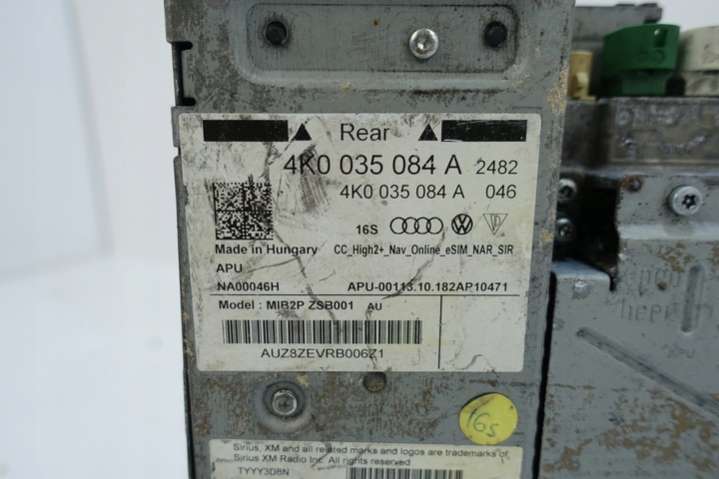 Rear
4K0 035 084 A 2482
4K0 035 084 A 046
16S
Made in Hungary CC_High2+_Nav_Online_eSIM_NAR_SIR
APU
NA00046H APU-00113.10.182AP10471
Model : MIB2P ZSB001 AU
AUZ8ZEVRB006Z1
16s
Sirius, XM and all related marks and logos are trademarks of
Sirius XM Radio Inc. All rights reserved
TYYY3D8N